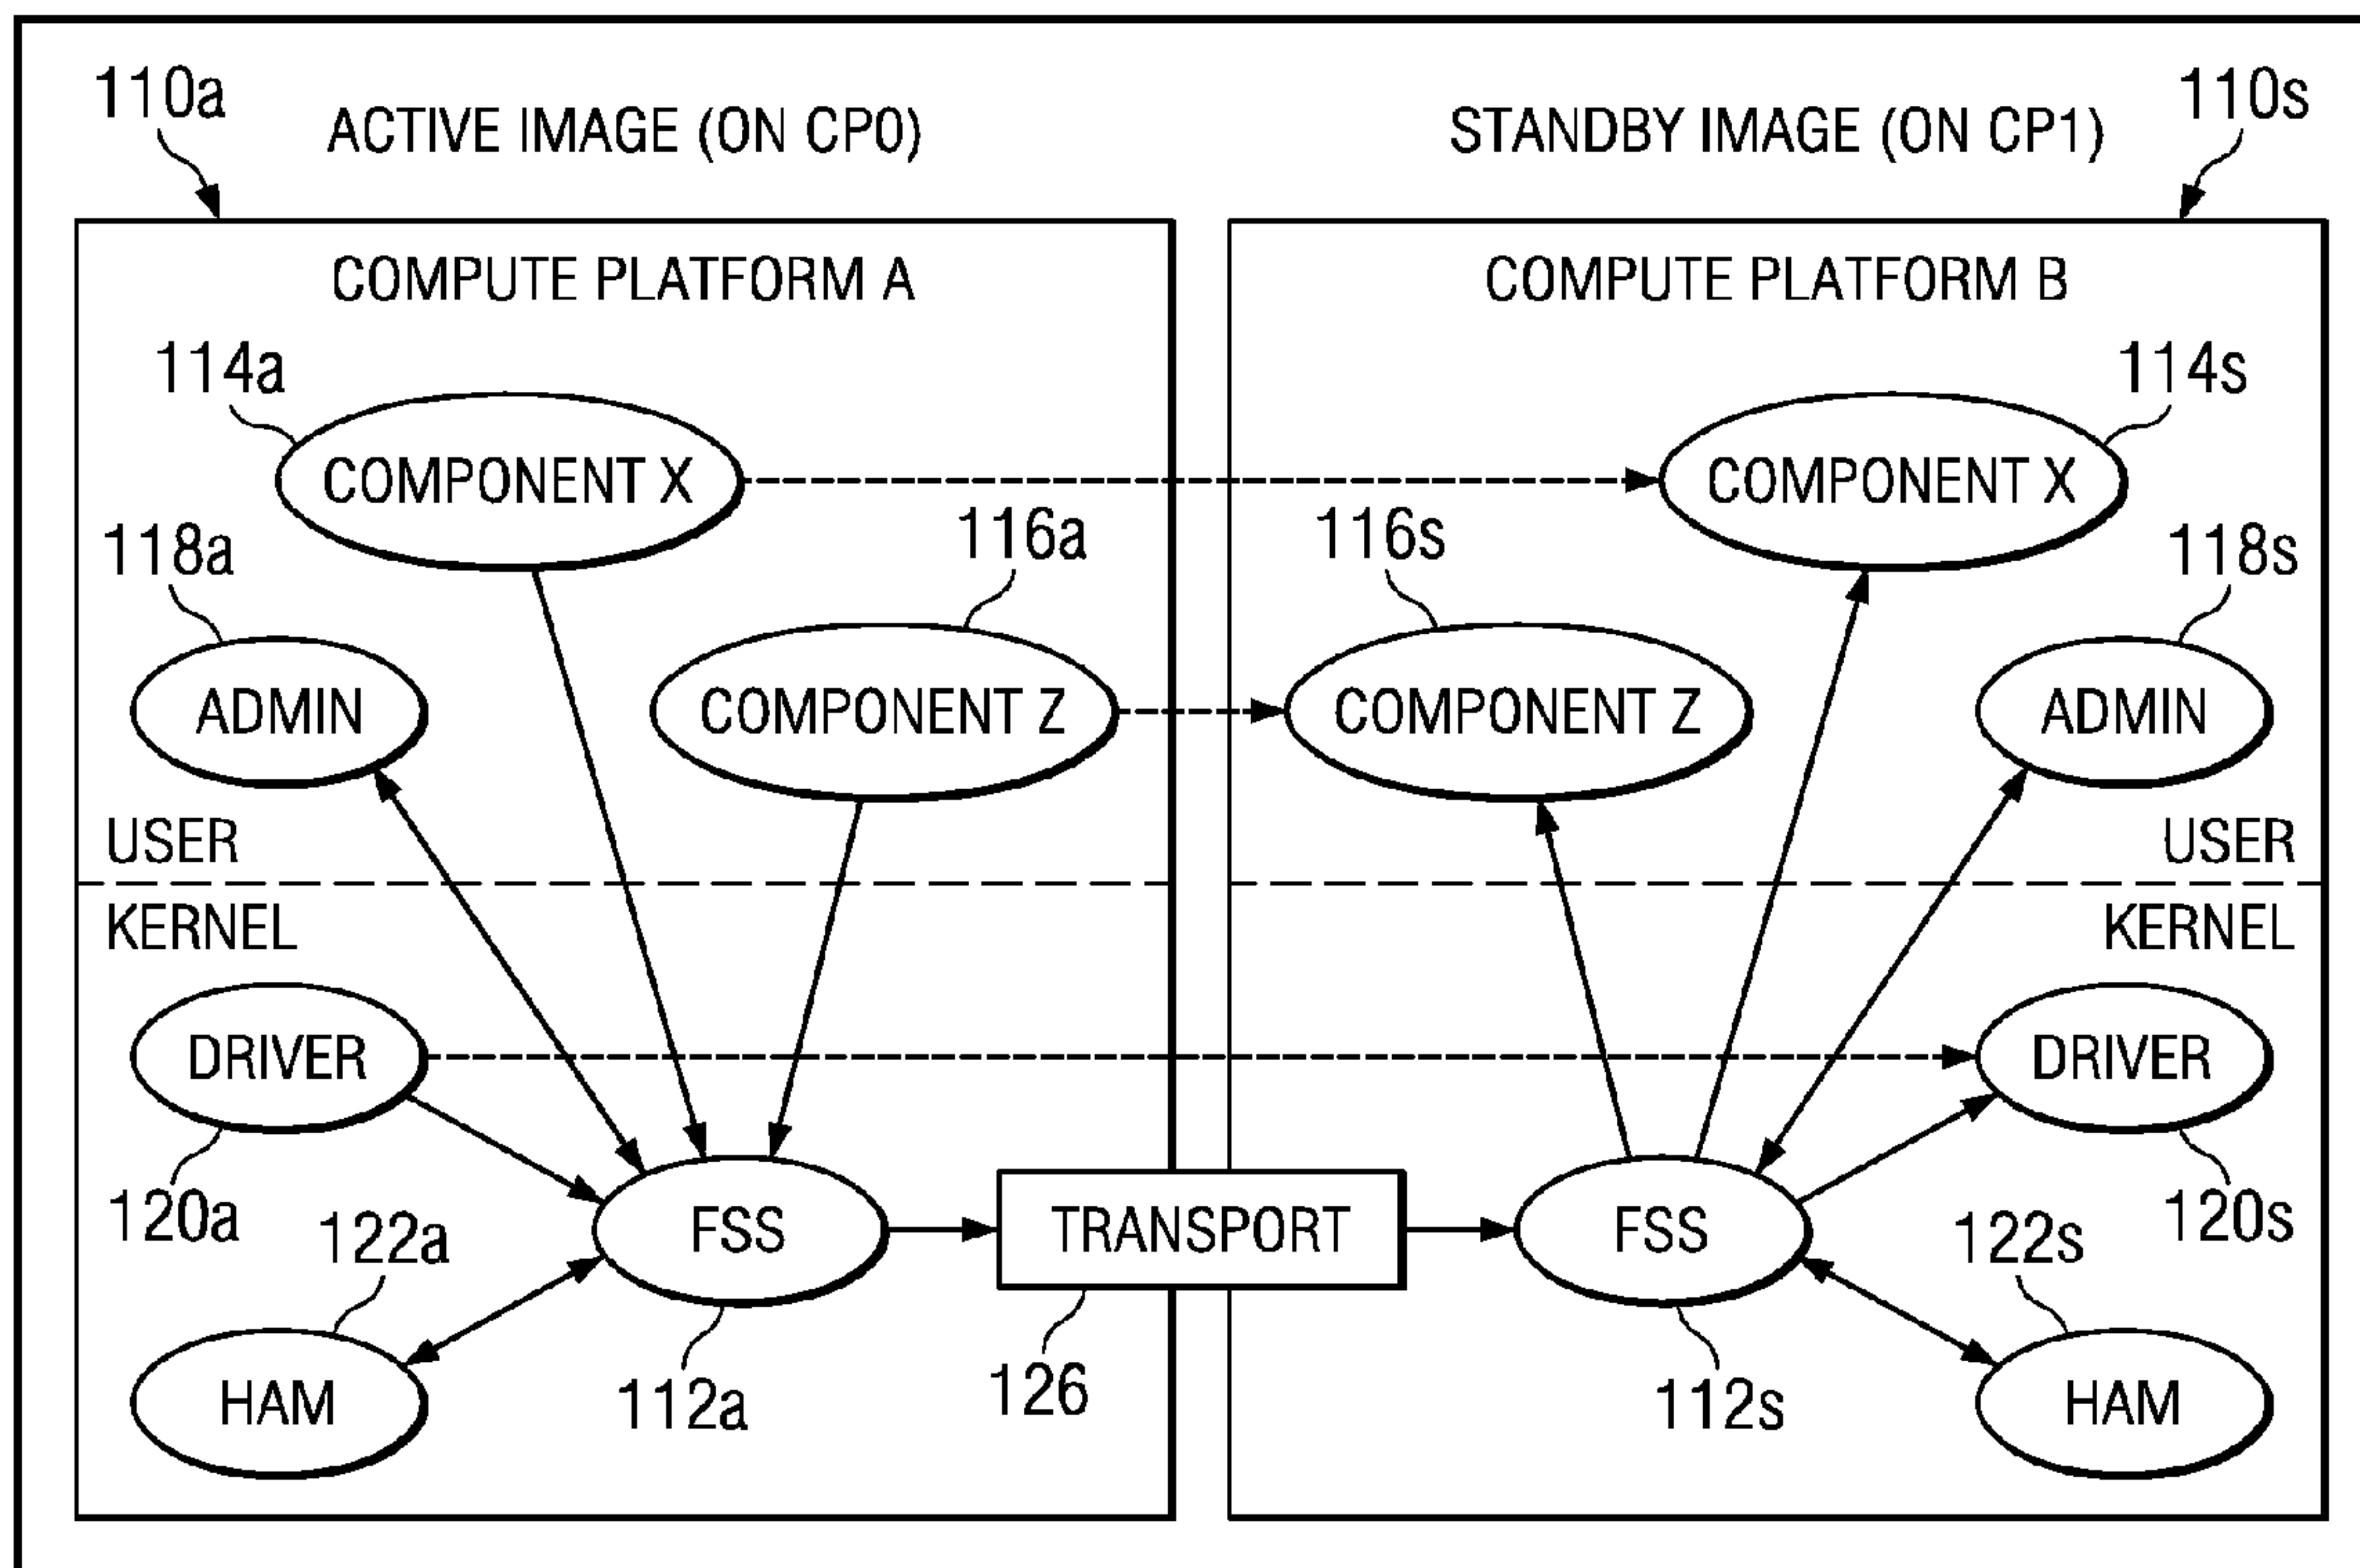 110a
ACTIVE IMAGE (ON CP0)
STANDBY IMAGE (ON CP1)
110s
COMPUTE PLATFORM A
COMPUTE PLATFORM B
114a
114s
COMPONENT X
COMPONENT X
118a
116a
116s
118s
ADMIN
COMPONENT Z
COMPONENT Z
ADMIN
USER
USER
KERNEL
KERNEL
DRIVER
DRIVER
120a
122a
FSS
TRANSPORT
FSS
122s
120s
HAM
112a
126
112s
HAM